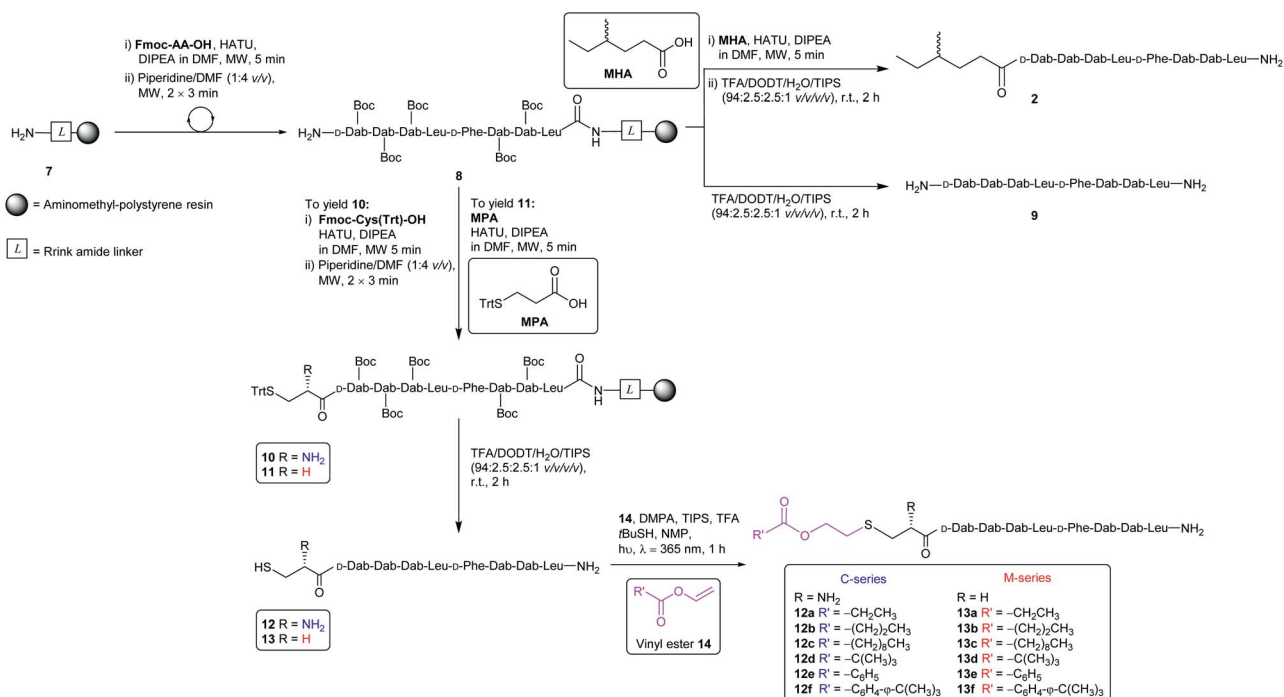 i) Fmoc-AA-OH, HATU,
DIPEA in DMF, MW, 5 min
ii) Piperidine/DMF (1:4 v/v),
MW, 2 × 3 min
H₂N
L
7
= Aminomethyl-polystyrene resin
L = Rrink amide linker
Boc Boc Boc O
H₂N–D-Dab-Dab-Dab-Leu-D-Phe-Dab-Dab-Leu N L
H
Boc Boc
8
O
OH
MHA
i) MHA, HATU, DIPEA
in DMF, MW, 5 min
ii) TFA/DODT/H₂O/TIPS
(94:2.5:2.5:1 v/v/v/v), r.t., 2 h
D-Dab-Dab-Dab-Leu-D-Phe-Dab-Dab-Leu–NH₂
O
2
TFA/DODT/H₂O/TIPS
(94:2.5:2.5:1 v/v/v/v), r.t., 2 h
H₂N–D-Dab-Dab-Dab-Leu-D-Phe-Dab-Dab-Leu–NH₂
9
To yield 10:
i) Fmoc-Cys(Trt)-OH
HATU, DIPEA
in DMF, MW 5 min
ii) Piperidine/DMF (1:4 v/v),
MW, 2 × 3 min
To yield 11:
MPA
HATU, DIPEA
in DMF, MW, 5 min
O
TrtS OH
MPA
R Boc Boc Boc O
TrtS D-Dab-Dab-Dab-Leu-D-Phe-Dab-Dab-Leu N L
O Boc Boc H
10 R = NH₂
11 R = H
TFA/DODT/H₂O/TIPS
(94:2.5:2.5:1 v/v/v/v),
r.t., 2 h
R
HS D-Dab-Dab-Dab-Leu-D-Phe-Dab-Dab-Leu–NH₂
O
12 R = NH₂
13 R = H
14, DMPA, TIPS, TFA
tBuSH, NMP,
hυ, λ = 365 nm, 1 h
R' O
O
Vinyl ester 14
O R
R' O S D-Dab-Dab-Dab-Leu-D-Phe-Dab-Dab-Leu–NH₂
O
C-series
R = NH₂
12a R' = –CH₂CH₃
12b R' = –(CH₂)₂CH₃
12c R' = –(CH₂)₈CH₃
12d R' = –C(CH₃)₃
12e R' = –C₆H₅
12f R' = –C₆H₄-φ-C(CH₃)₃
M-series
R = H
13a R' = –CH₂CH₃
13b R' = –(CH₂)₂CH₃
13c R' = –(CH₂)₈CH₃
13d R' = –C(CH₃)₃
13e R' = –C₆H₅
13f R' = –C₆H₄-φ-C(CH₃)₃